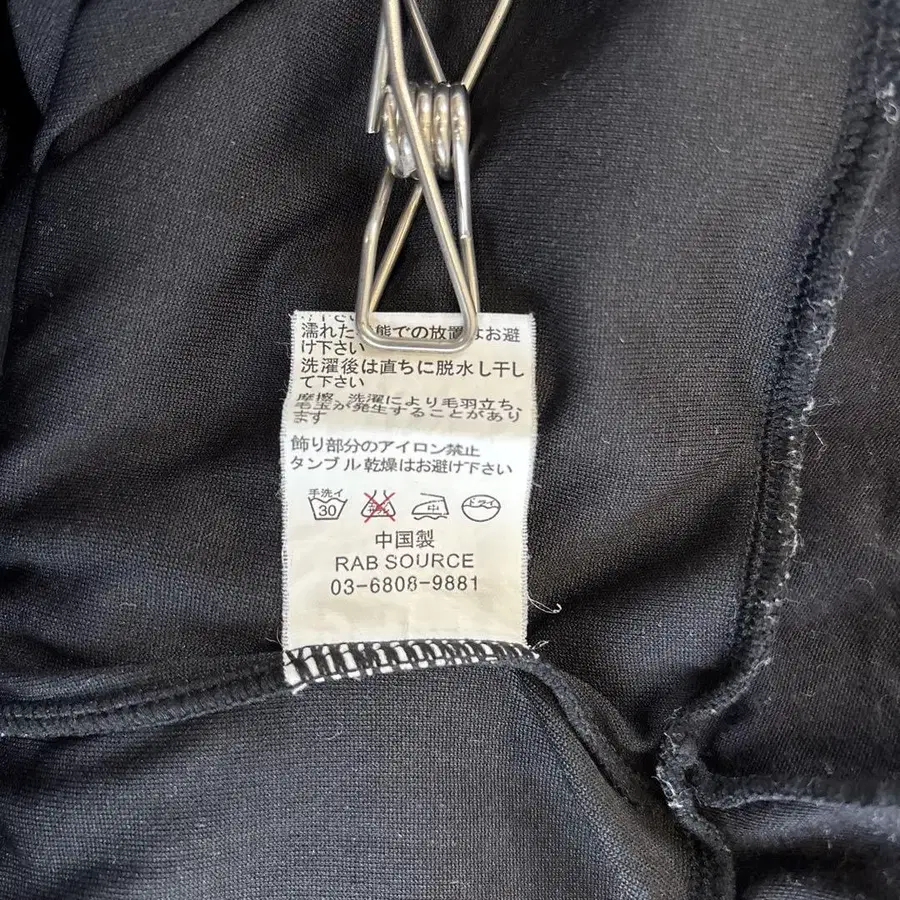 濡れた態での放置はお避
け下さい
洗濯後は直ちに脱水し干し
て下さい
摩擦、洗濯により毛羽立ち、
毛玉が発生することがあり
ます
飾り部分のアイロン禁止
タンブル乾燥はお避け下さい
手洗イ
30
中
ドライ
中国製
RAB SOURCE
03-6808-9881